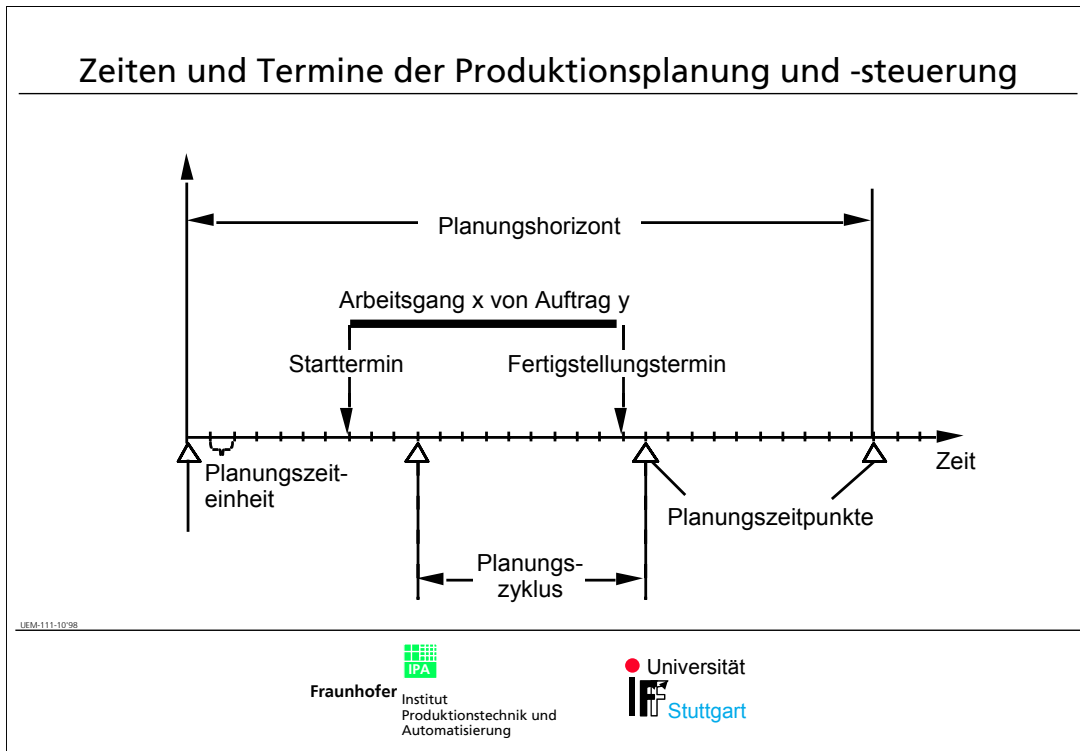 Zeiten und Termine der Produktionsplanung und -steuerung
Planungshorizont
Arbeitsgang x von Auftrag y
Starttermin
Fertigstellungstermin
Zeit
Planungszeit-
einheit
Planungszeitpunkte
Planungs-
zyklus
UEM-111-10'98
IPA
Fraunhofer
Institut
Produktionstechnik und
Automatisierung
Universität
IFF
Stuttgart